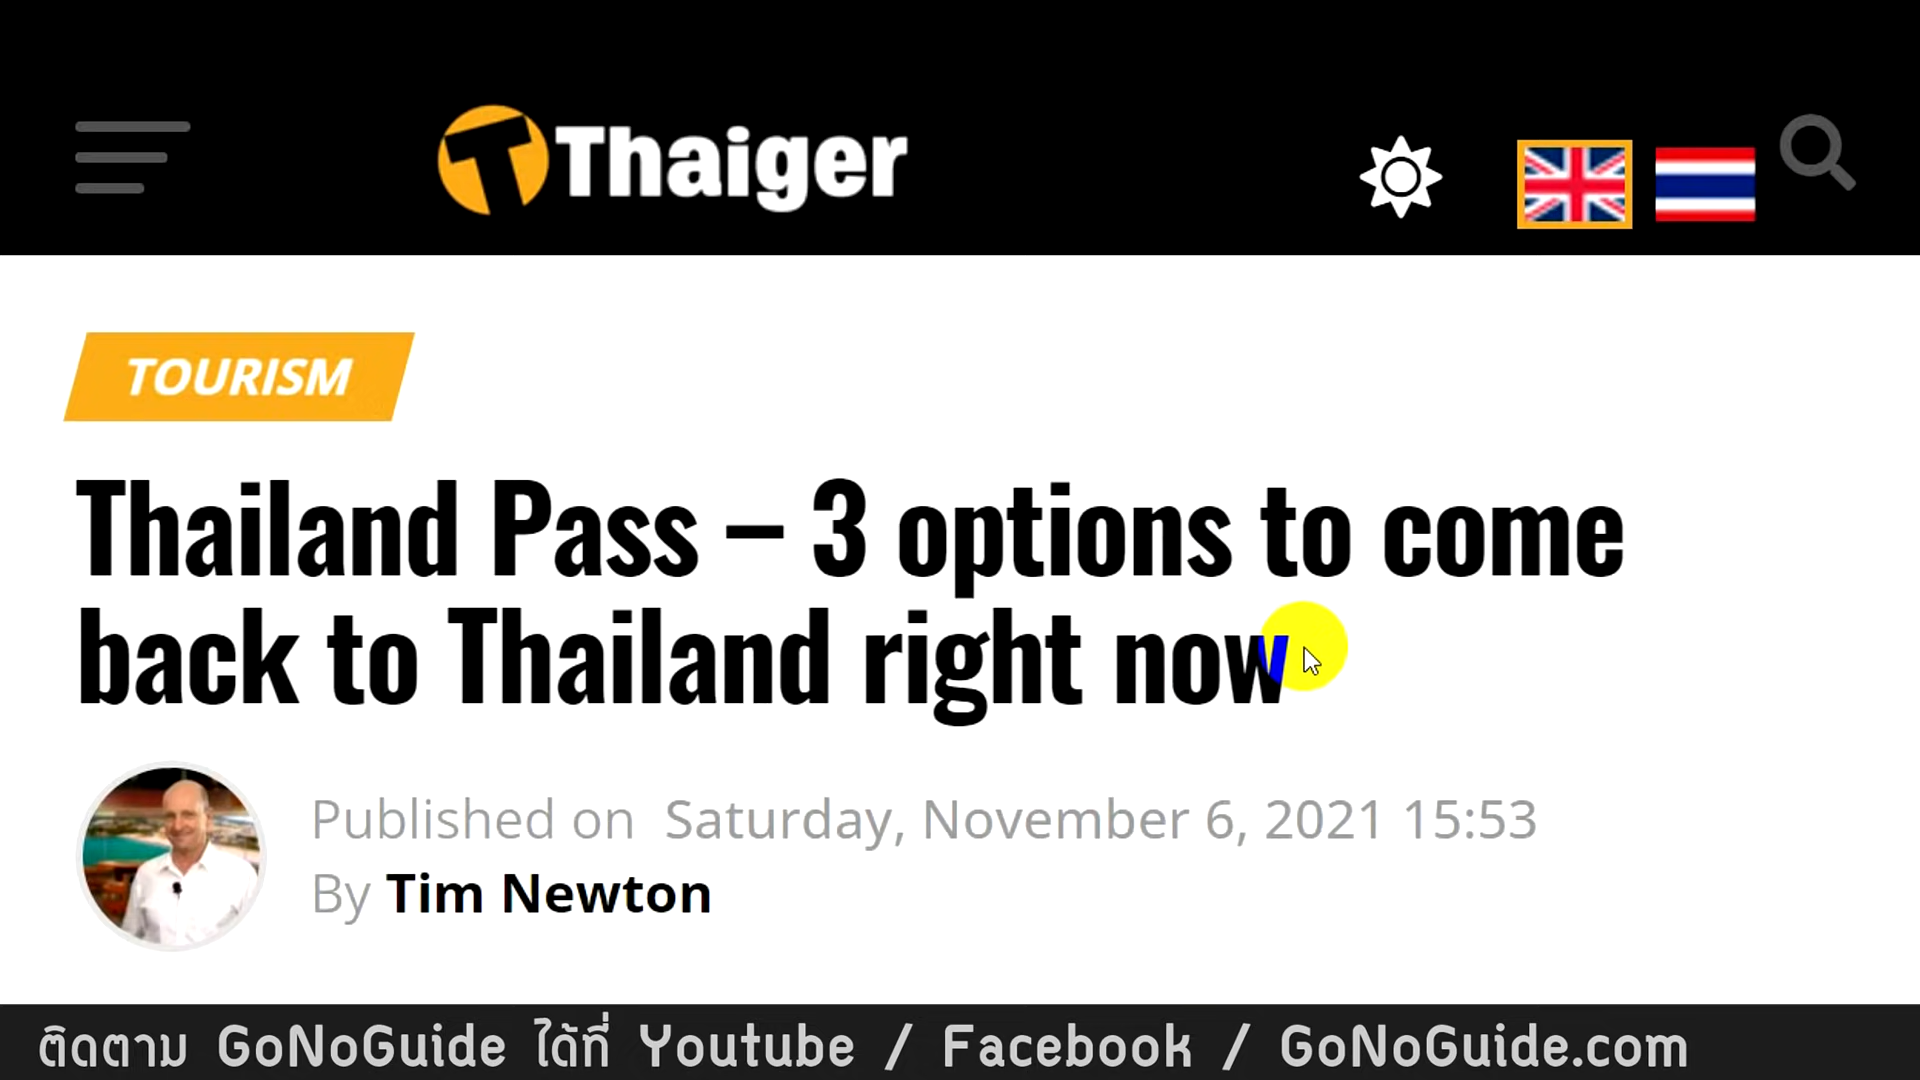 Thaiger
TOURISM
Thailand Pass – 3 options to come
back to Thailand right now
Published on Saturday, November 6, 2021 15:53
By Tim Newton
ติดตาม GoNoGuide ได้ที่ Youtube / Facebook / GoNoGuide.com